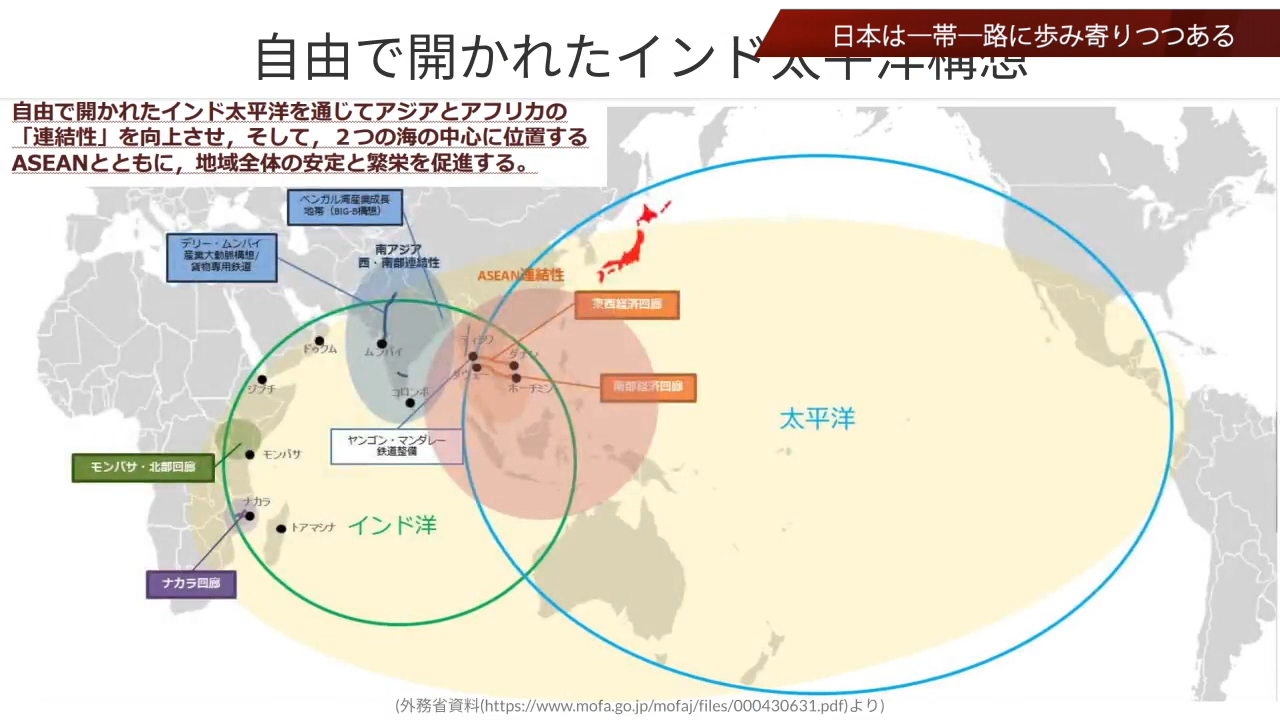 日本は一帯一路に歩み寄りつつある
自由で開かれたインド太平洋構想
自由で開かれたインド太平洋を通じてアジアとアフリカの
「連結性」を向上させ，そして，２つの海の中心に位置する
ASEANとともに，地域全体の安定と繁栄を促進する。
ベンガル湾産業成長
地帯（BIG-B構想）
デリー・ムンバイ
産業大動脈構想/
貨物専用鉄道
南アジア
西・南部連結性
ASEAN連結性
東西経済回廊
ドゥクム
ムンバイ
ティラワ
ダナン
ダウェー
ホーチミン
南部経済回廊
ジブチ
コロンボ
太平洋
ヤンゴン・マンダレー
鉄道整備
モンバサ
モンバサ・北部回廊
ナカラ
トアマシナ
インド洋
ナカラ回廊
(外務省資料(https://www.mofa.go.jp/mofaj/files/000430631.pdf)より)